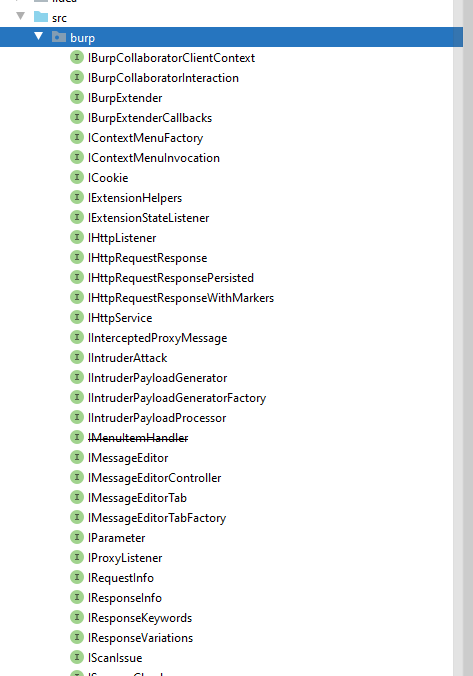 src
burp
IBurpCollaboratorClientContext
IBurpCollaboratorInteraction
IBurpExtender
IBurpExtenderCallbacks
IContextMenuFactory
IContextMenuInvocation
ICookie
IExtensionHelpers
IExtensionStateListener
IHttpListener
IHttpRequestResponse
IHttpRequestResponsePersisted
IHttpRequestResponseWithMarkers
IHttpService
IInterceptedProxyMessage
IIntruderAttack
IIntruderPayloadGenerator
IIntruderPayloadGeneratorFactory
IIntruderPayloadProcessor
IMenuItemHandler
IMessageEditor
IMessageEditorController
IMessageEditorTab
IMessageEditorTabFactory
IParameter
IProxyListener
IRequestInfo
IResponseInfo
IResponseKeywords
IResponseVariations
IScanIssue